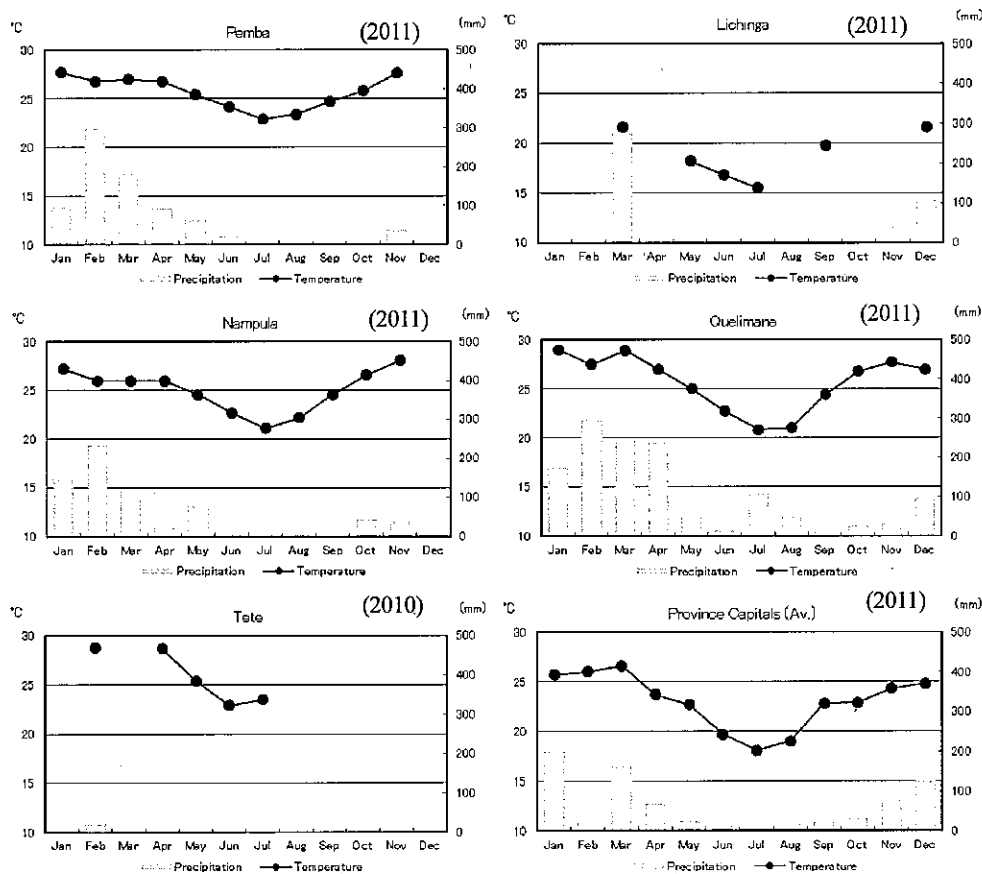 °C Pemba (2011) (mm)
30 500
25 400
300
20
200
15
100
10 0
Jan Feb Mar Apr May Jun Jul Aug Sep Oct Nov Dec
Precipitation Temperature
°C Lichinga (2011) (mm)
30 500
25 400
300
20
200
15
100
10 0
Jan Feb Mar Apr May Jun Jul Aug Sep Oct Nov Dec
Precipitation Temperature
°C Nampula (2011) (mm)
30 500
25 400
300
20
200
15
100
10 0
Jan Feb Mar Apr May Jun Jul Aug Sep Oct Nov Dec
Precipitation Temperature
°C Quelimane (2011) (mm)
30 500
25 400
300
20
200
15
100
10 0
Jan Feb Mar Apr May Jun Jul Aug Sep Oct Nov Dec
Precipitation Temperature
°C Tete (2010) (mm)
30 500
25 400
300
20
200
15
100
10 0
Jan Feb Mar Apr May Jun Jul Aug Sep Oct Nov Dec
Precipitation Temperature
°C Province Capitals (Av.) (2011) (mm)
30 500
25 400
300
20
200
15
100
10 0
Jan Feb Mar Apr May Jun Jul Aug Sep Oct Nov Dec
Precipitation Temperature